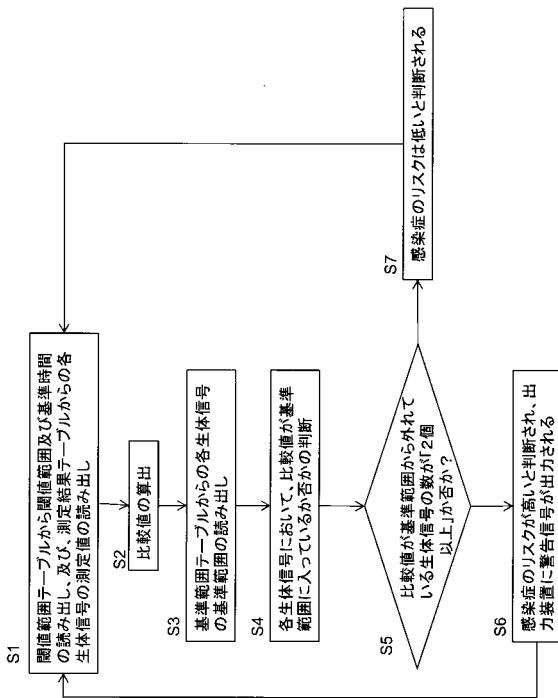 S1
閾値範囲テーブルから閾値範囲及び基準時間
の読み出し、及び、測定結果テーブルからの各
生体信号の測定値の読み出し
S2
比較値の算出
S3
基準範囲テーブルからの各生体信号
の基準範囲の読み出し
S4
各生体信号において、比較値が基準
範囲に入っているか否かの判断
S5
比較値が基準範囲から外れて
いる生体信号の数が「2個
以上」か否か?
S6
感染症のリスクが高いと判断され、出
力装置に警告信号が出力される
S7
感染症のリスクは低いと判断される